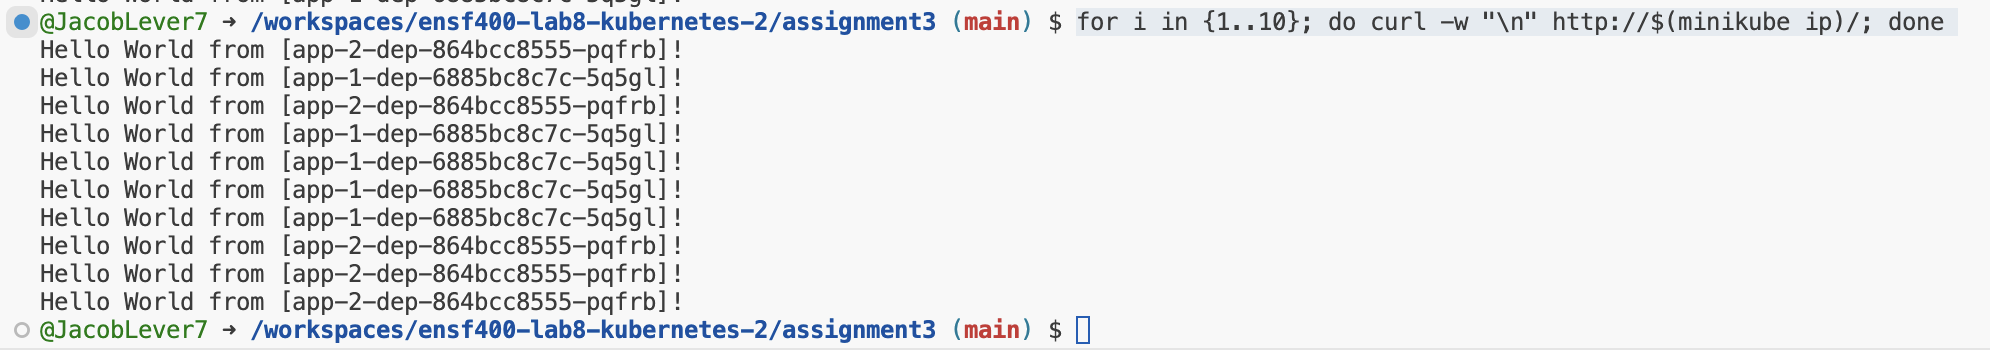 @JacobLever7 → /workspaces/ensf400-lab8-kubernetes-2/assignment3 (main) $ for i in {1..10}; do curl -w "\n" http://$(minikube ip)/; done
Hello World from [app-2-dep-864bcc8555-pqfrb]!
Hello World from [app-1-dep-6885bc8c7c-5q5gl]!
Hello World from [app-2-dep-864bcc8555-pqfrb]!
Hello World from [app-1-dep-6885bc8c7c-5q5gl]!
Hello World from [app-1-dep-6885bc8c7c-5q5gl]!
Hello World from [app-1-dep-6885bc8c7c-5q5gl]!
Hello World from [app-1-dep-6885bc8c7c-5q5gl]!
Hello World from [app-2-dep-864bcc8555-pqfrb]!
Hello World from [app-2-dep-864bcc8555-pqfrb]!
Hello World from [app-2-dep-864bcc8555-pqfrb]!
@JacobLever7 → /workspaces/ensf400-lab8-kubernetes-2/assignment3 (main) $